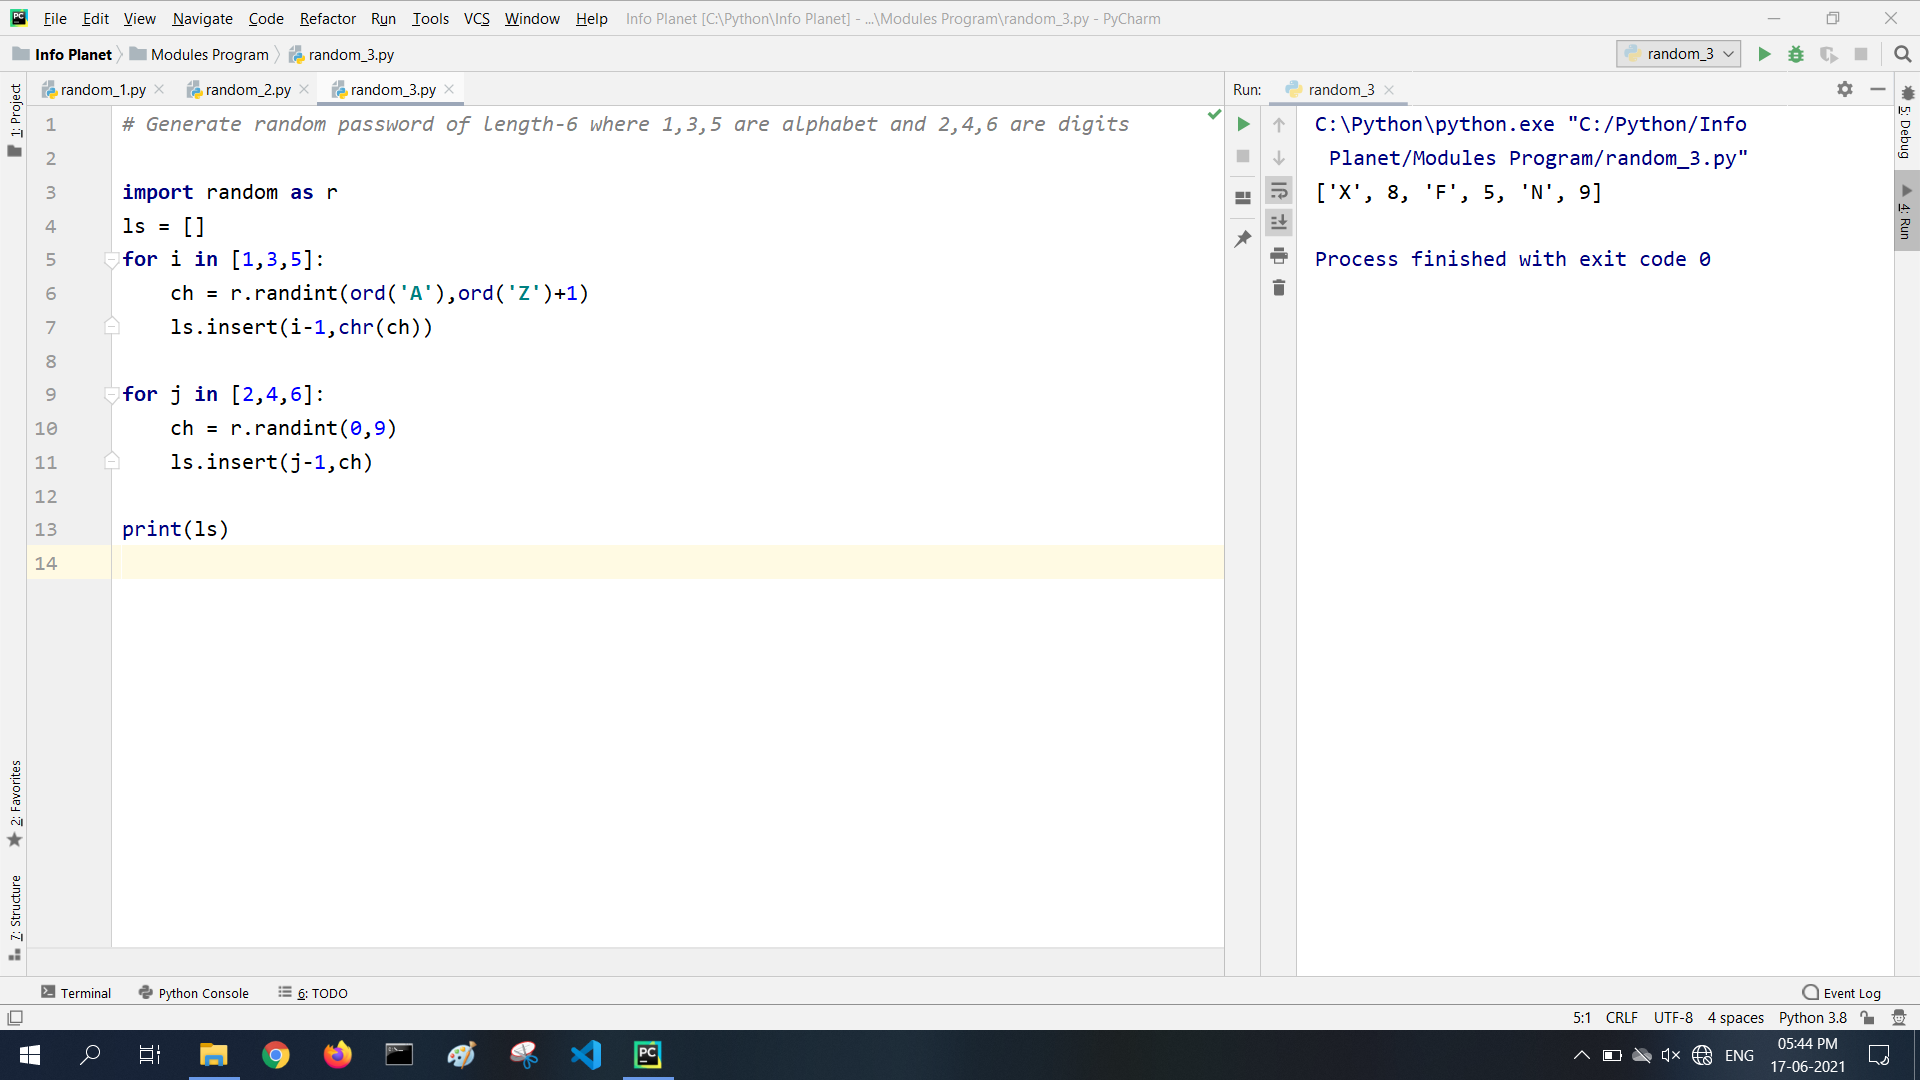 File Edit View Navigate Code Refactor Run Tools VCS Window Help Info Planet [C:\Python\Info Planet] - ...\Modules Program\random_3.py - PyCharm
Info Planet Modules Program random_3.py random_3
random_1.py random_2.py random_3.py
Run: random_3
1: Project
2: Favorites
7: Structure
1 # Generate random password of length-6 where 1,3,5 are alphabet and 2,4,6 are digits
2
3 import random as r
4 ls = []
5 for i in [1,3,5]:
6     ch = r.randint(ord('A'),ord('Z')+1)
7     ls.insert(i-1,chr(ch))
8
9 for j in [2,4,6]:
10     ch = r.randint(0,9)
11     ls.insert(j-1,ch)
12
13 print(ls)
14
C:\Python\python.exe "C:/Python/Info
Planet/Modules Program/random_3.py"
['X', 8, 'F', 5, 'N', 9]
Process finished with exit code 0
5: Debug
4: Run
Terminal Python Console 6: TODO Event Log
5:1 CRLF UTF-8 4 spaces Python 3.8
PC ENG 05:44 PM
17-06-2021